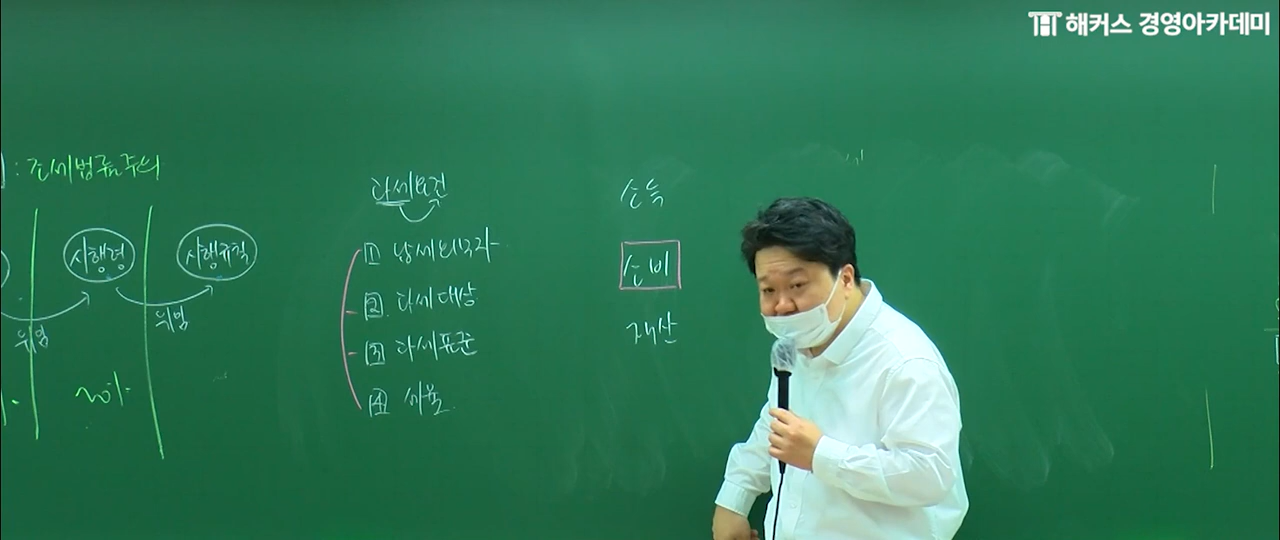 해커스 경영아카데미
: 조세법률주의
시행령
시행규칙
위임
위임
not
과세요건
1 납세의무자
2 과세대상
3 과세표준
4 세율
소득
소비
재산